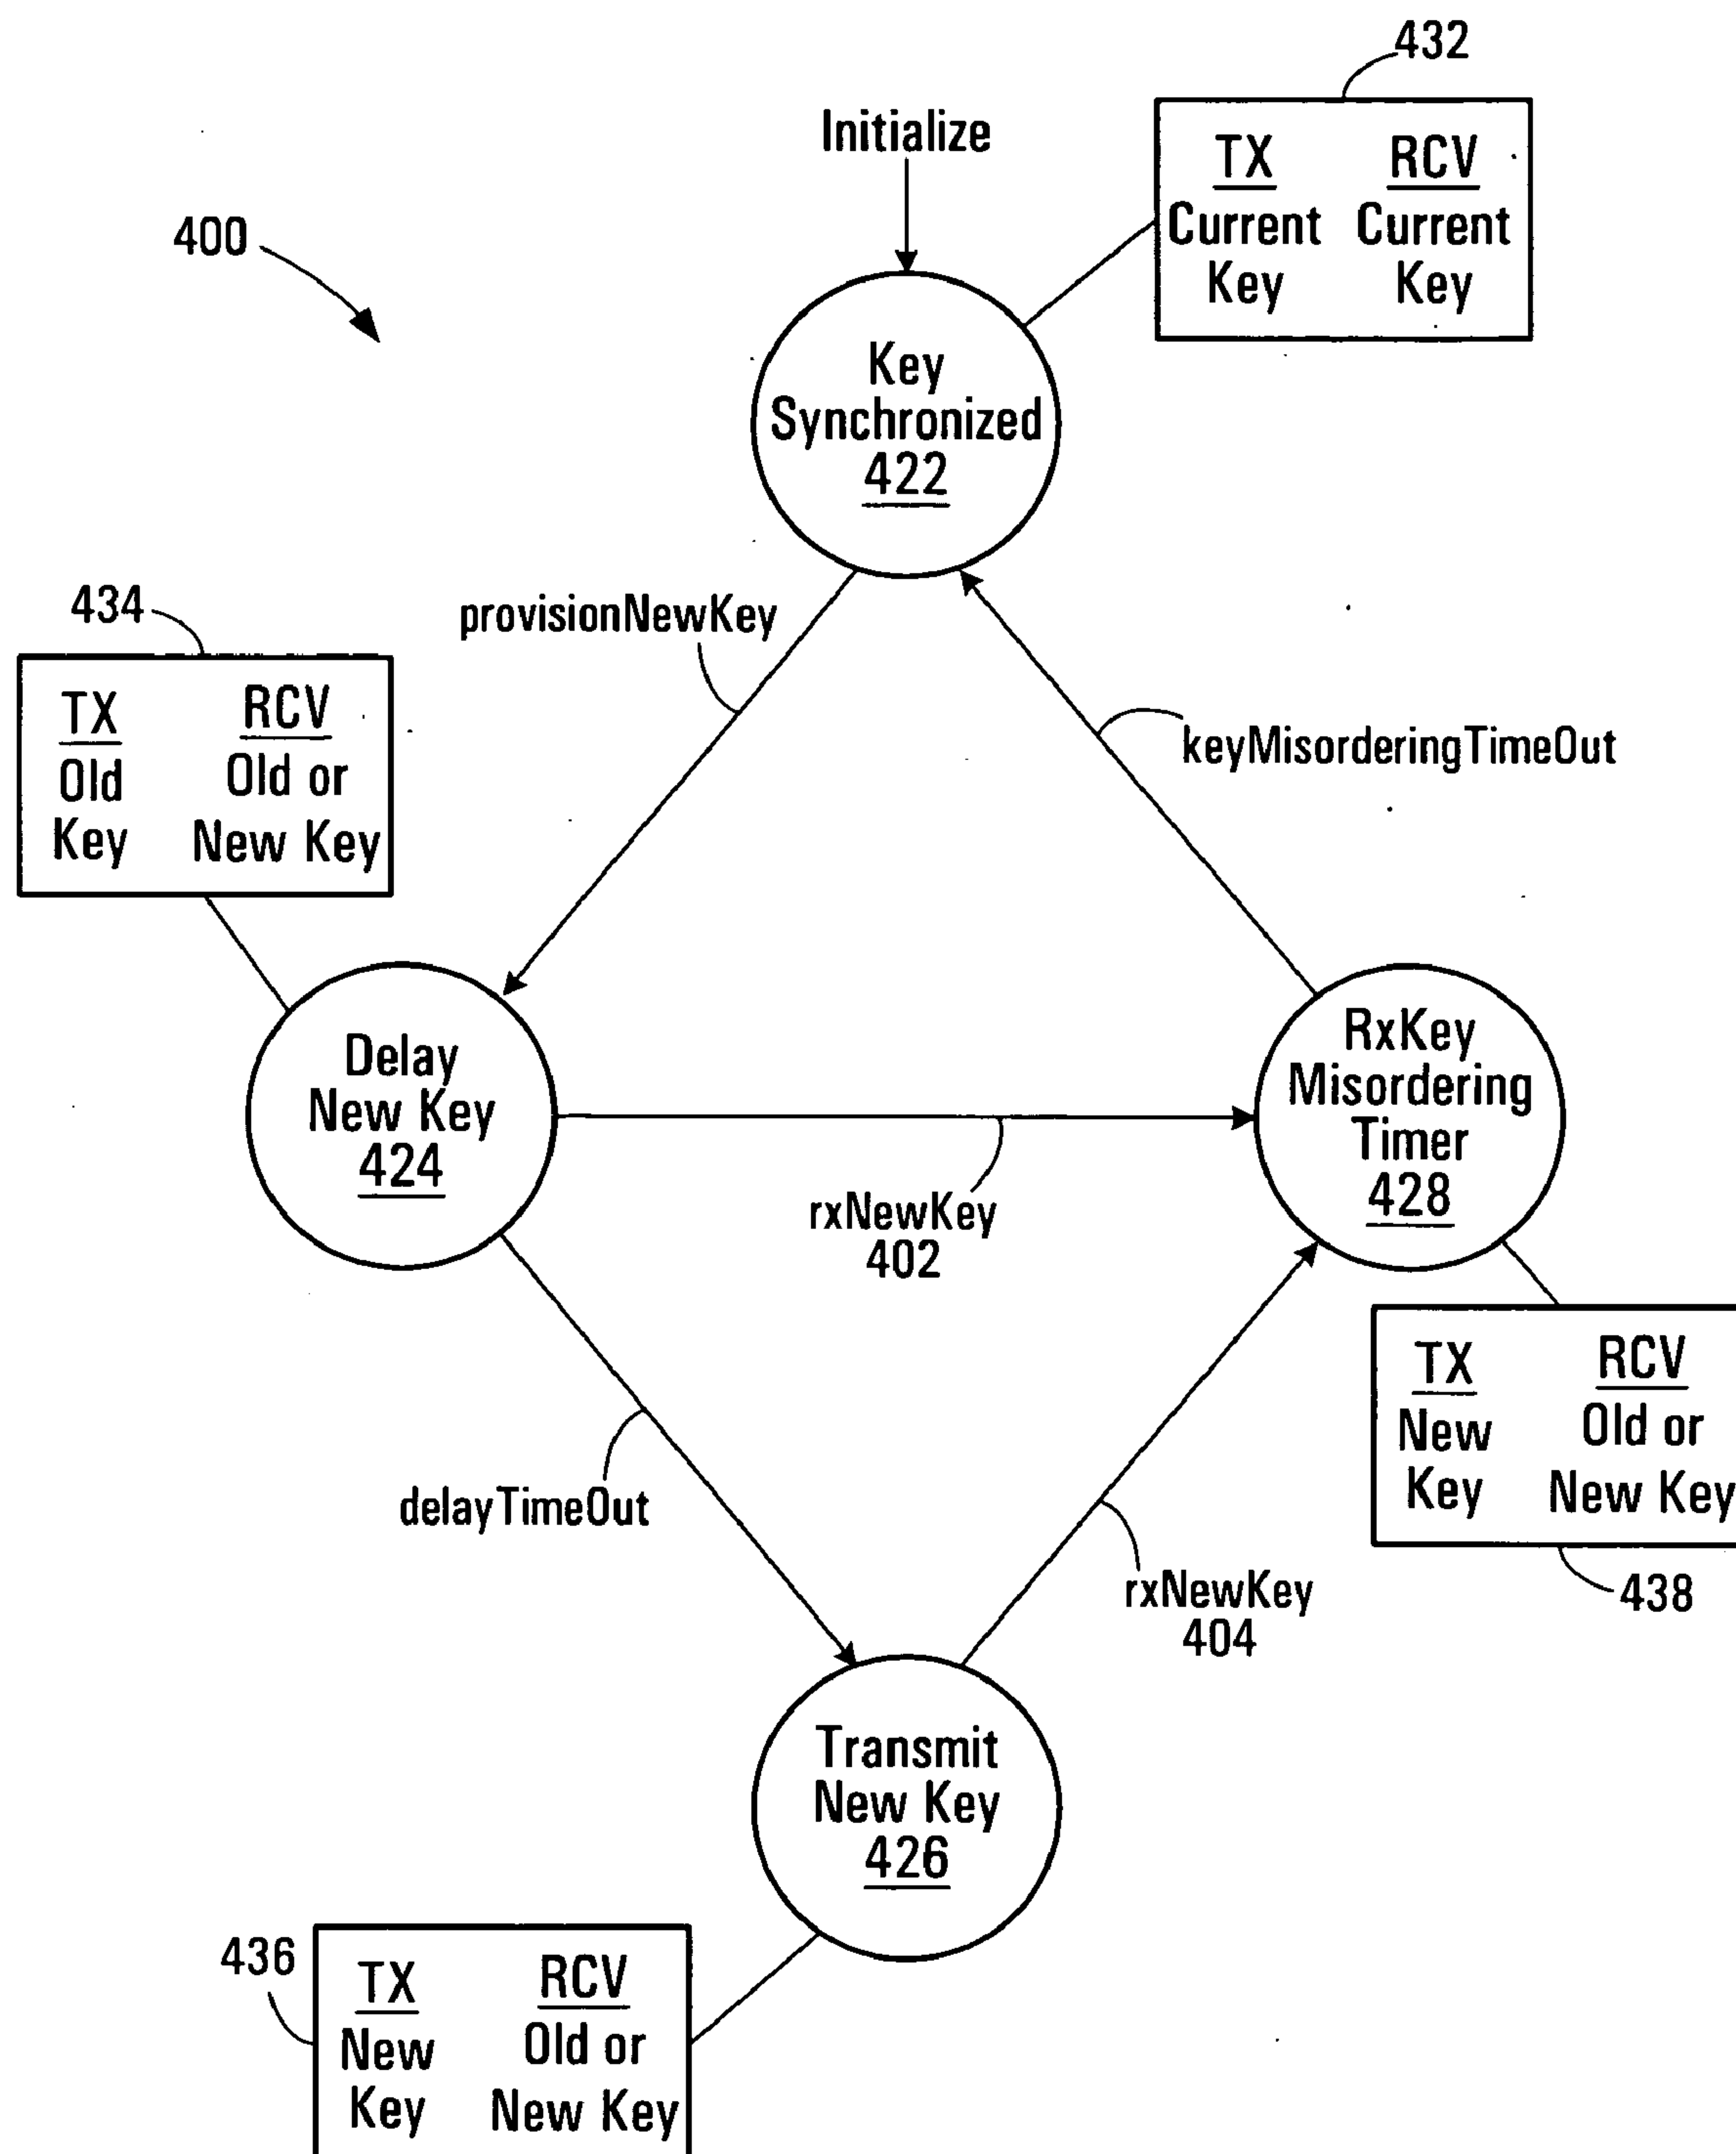 432
Initialize
TX RCV
Current Current
Key Key
400
Key
Synchronized
422
434
provisionNewKey
TX RCV
Old Old or
Key New Key
keyMisorderingTimeOut
Delay
New Key
424
RxKey
Misordering
Timer
428
rxNewKey
402
TX RCV
New Old or
Key New Key
delayTimeOut
rxNewKey
404
438
Transmit
New Key
426
436
TX RCV
New Old or
Key New Key